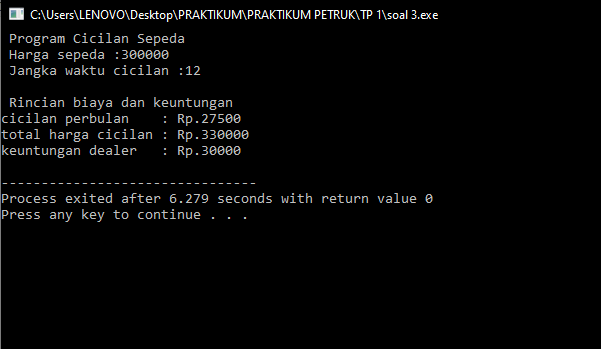 C:\Users\LENOVO\Desktop\PRAKTIKUM\PRAKTIKUM PETRUK\TP 1\soal 3.exe
Program Cicilan Sepeda
Harga sepeda :300000
Jangka waktu cicilan :12
Rincian biaya dan keuntungan
cicilan perbulan    : Rp.27500
total harga cicilan : Rp.330000
keuntungan dealer   : Rp.30000
--------------------------------
Process exited after 6.279 seconds with return value 0
Press any key to continue . . .